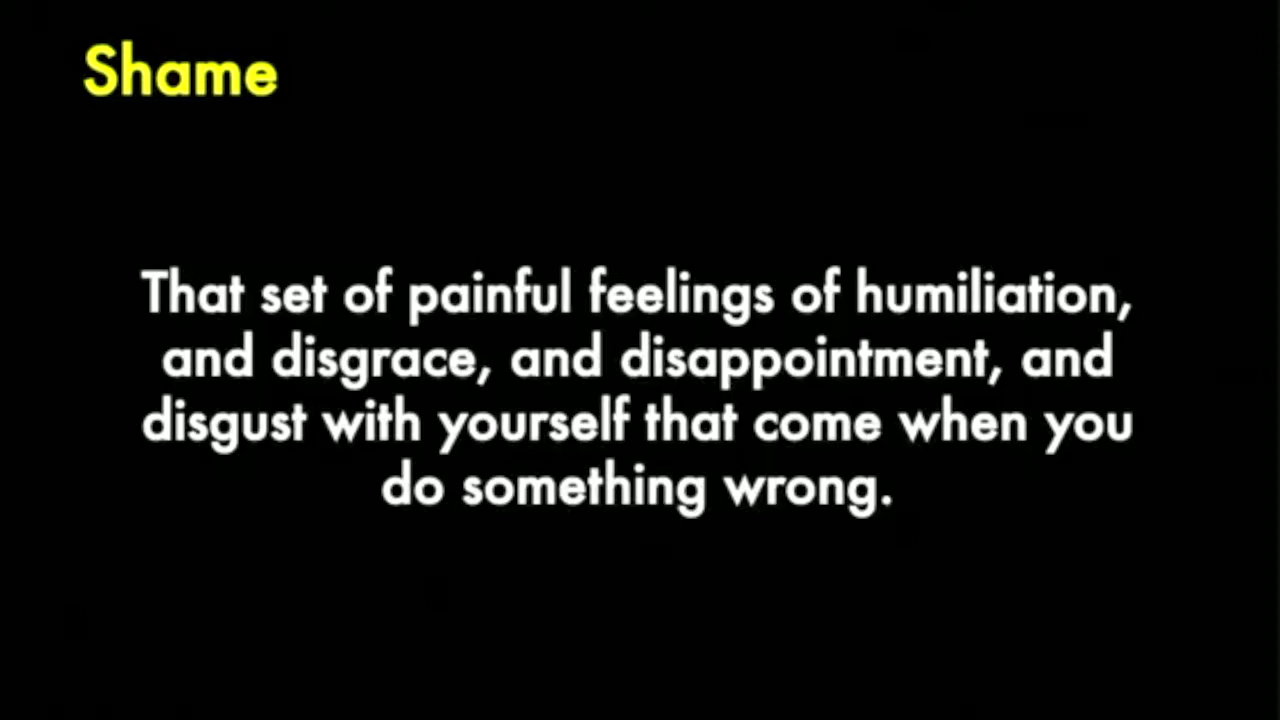 Shame
That set of painful feelings of humiliation,
and disgrace, and disappointment, and
disgust with yourself that come when you
do something wrong.